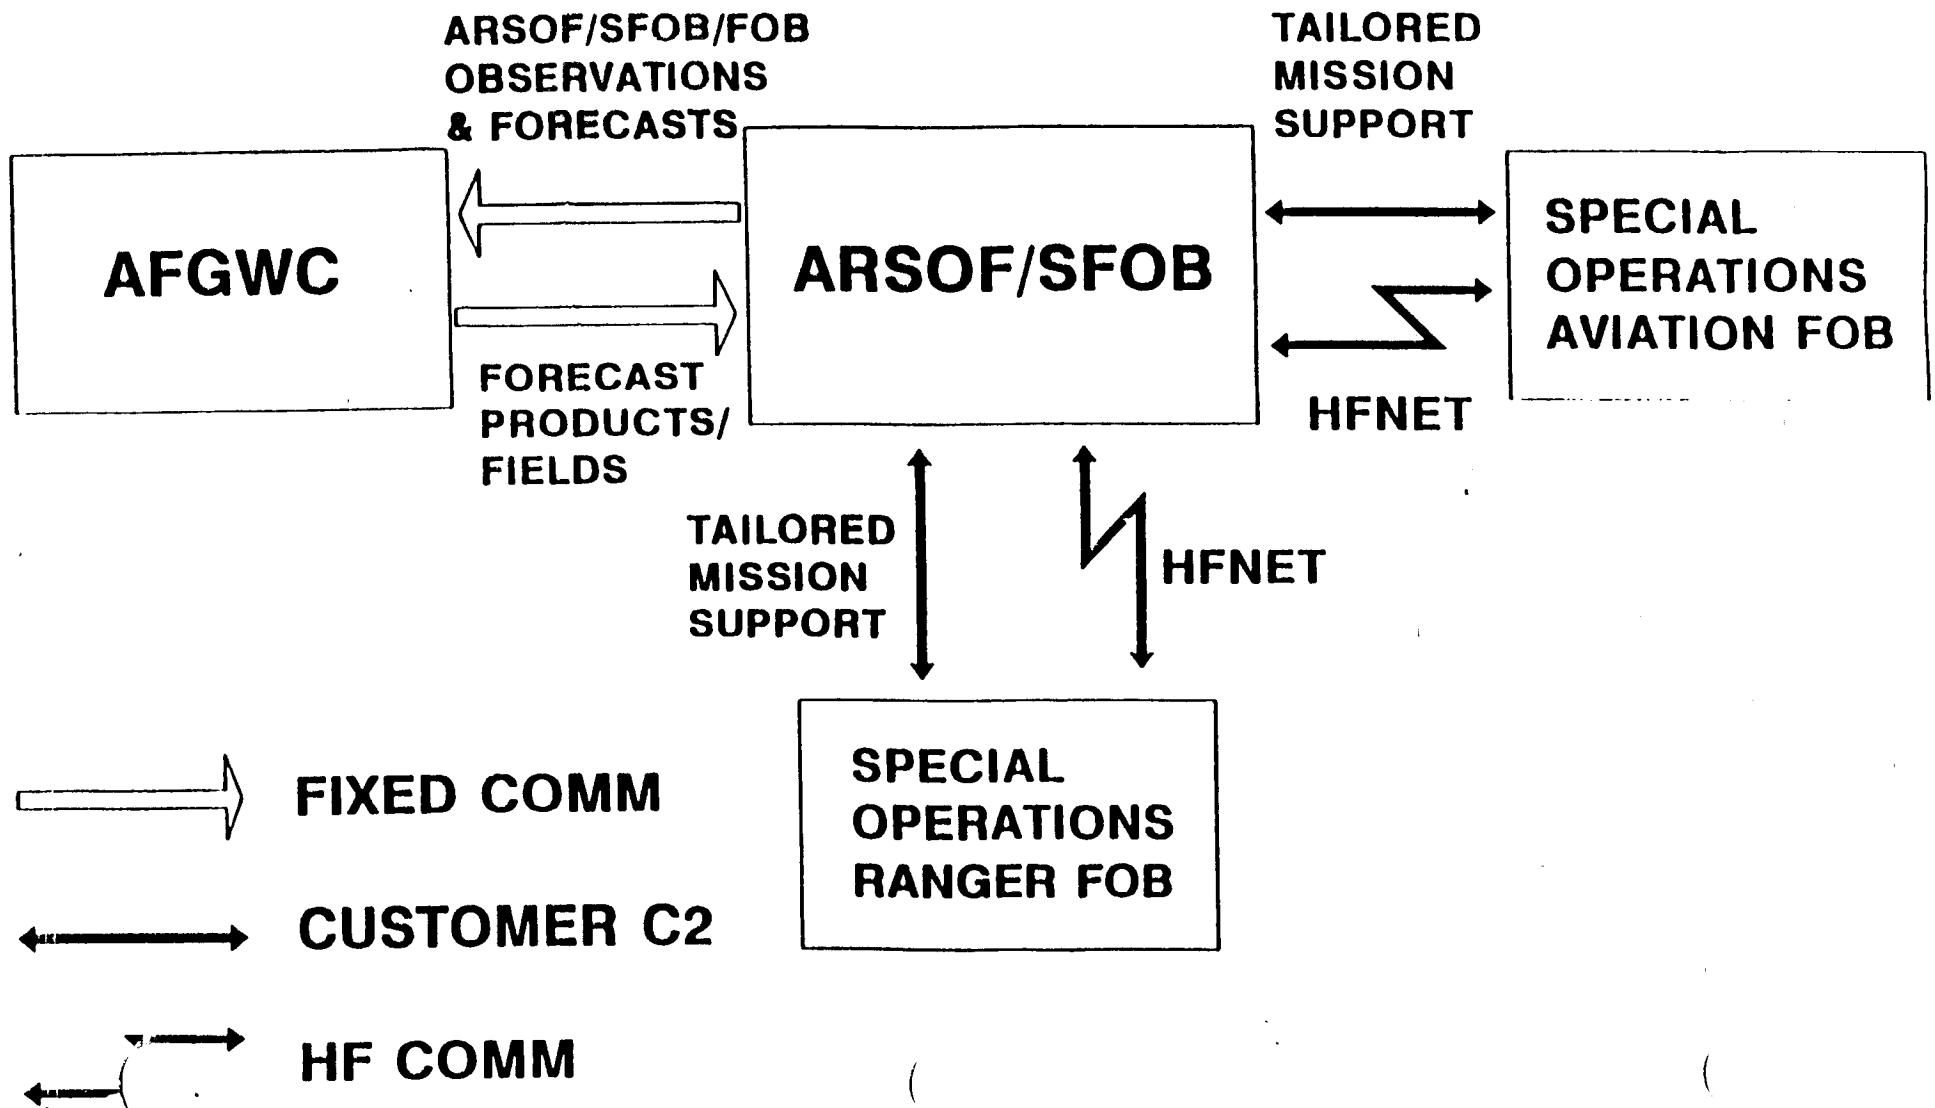 ARSOF/SFOB/FOB
OBSERVATIONS
& FORECASTS
TAILORED
MISSION
SUPPORT
AFGWC
ARSOF/SFOB
SPECIAL
OPERATIONS
AVIATION FOB
FORECAST
PRODUCTS/
FIELDS
HFNET
TAILORED
MISSION
SUPPORT
HFNET
SPECIAL
OPERATIONS
RANGER FOB
FIXED COMM
CUSTOMER C2
HF COMM